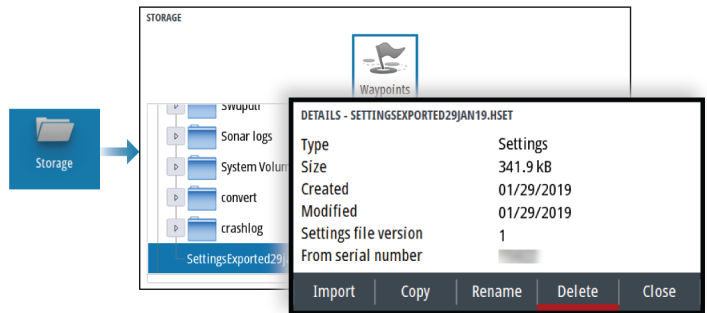 STORAGE
Waypoints
Storage
Sonar logs
System Volum
convert
crashlog
SettingsExported29j
DETAILS - SETTINGSEXPORTED29JAN19.HSET
Type Settings
Size 341.9 kB
Created 01/29/2019
Modified 01/29/2019
Settings file version 1
From serial number
Import Copy Rename Delete Close